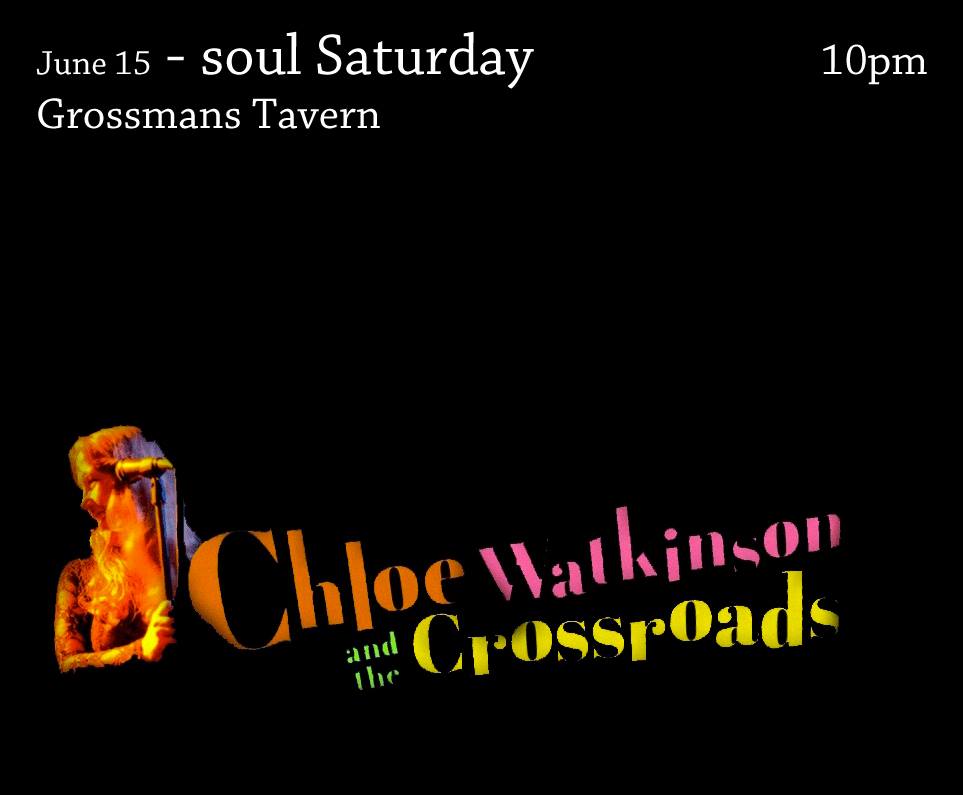 June 15 - soul Saturday 10pm
Grossmans Tavern
Chloe Watkinson
and the Crossroads